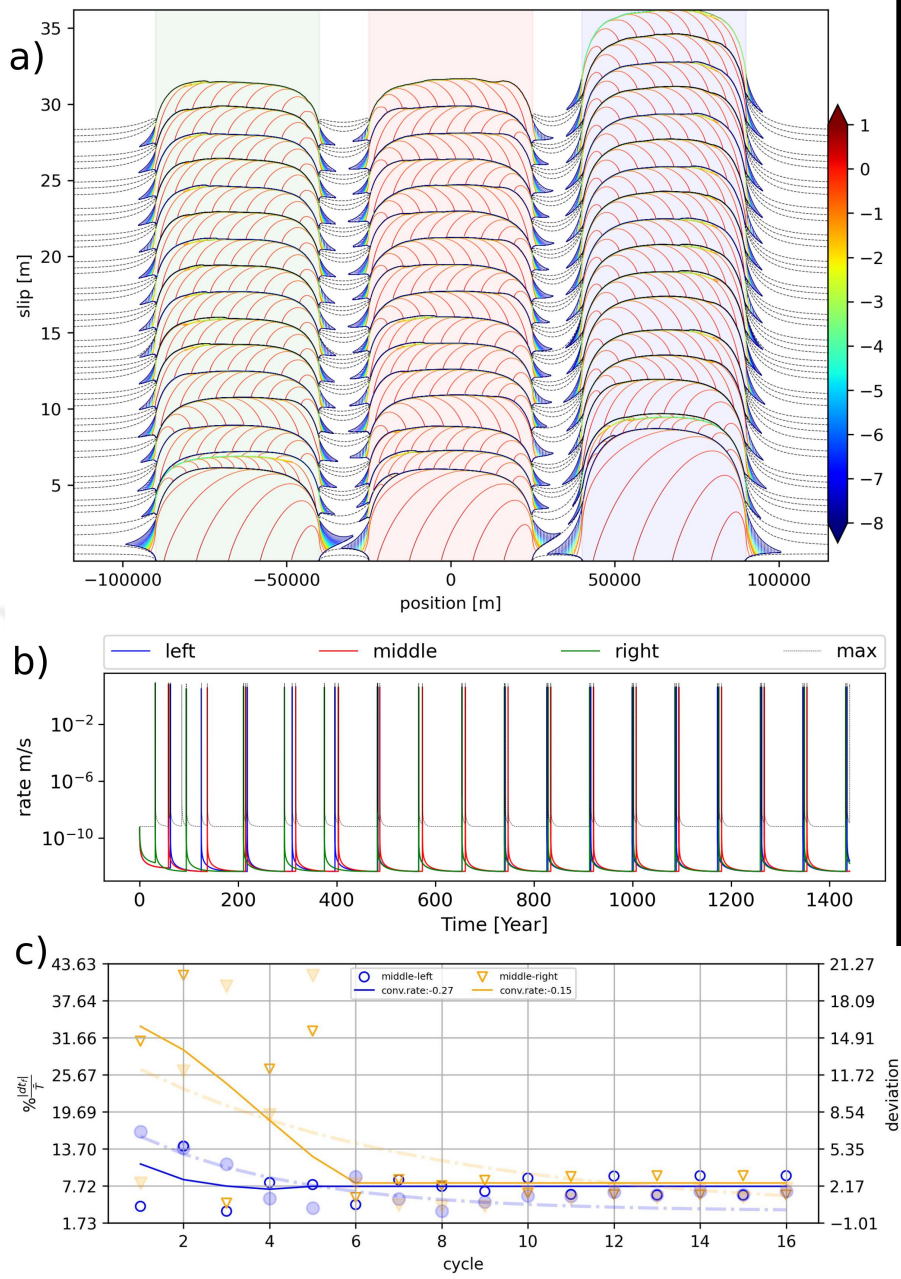 a)
35
30
25
20
15
10
5
slip [m]
−100000 −50000 0 50000 100000
position [m]
1
0
−1
−2
−3
−4
−5
−6
−7
−8
b)
left middle right max
10⁻²
10⁻⁶
10⁻¹⁰
rate m/s
0 200 400 600 800 1000 1200 1400
Time [Year]
c)
43.63
37.64
31.66
25.67
19.69
13.70
7.72
1.73
% |dt_f| / T̄
middle-left middle-right
conv.rate:-0.27 conv.rate:-0.15
21.27
18.09
14.91
11.72
8.54
5.35
2.17
−1.01
deviation
2 4 6 8 10 12 14 16
cycle